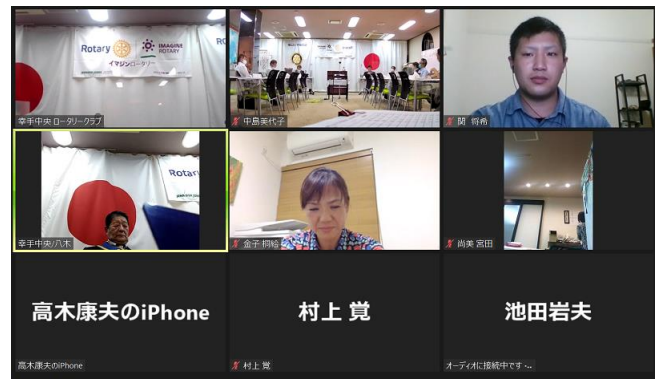 Rotary
IMAGINE
ROTARY
イマジンロータリー
幸手中央 ロータリークラブ
中島美代子
関 将希
Rotary
幸手中央/八木
金子 桐絵
尚美 宮田
高木康夫のiPhone
村上 覚
池田岩夫
高木康夫のiPhone
村上 覚
オーディオに接続中です ・..